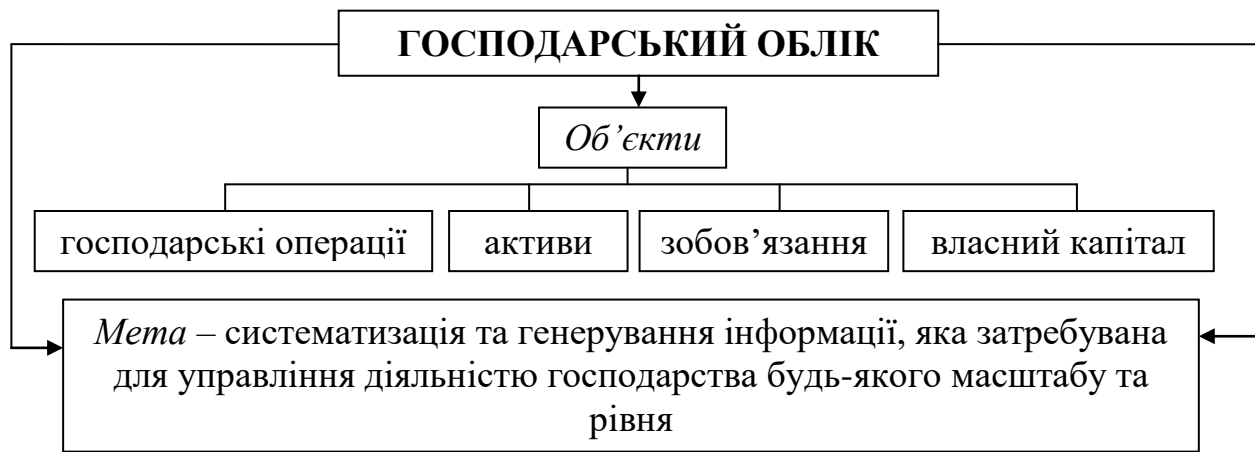 ГОСПОДАРСЬКИЙ ОБЛІК
Об’єкти
господарські операції
активи
зобов’язання
власний капітал
Мета – систематизація та генерування інформації, яка затребувана
для управління діяльністю господарства будь-якого масштабу та
рівня